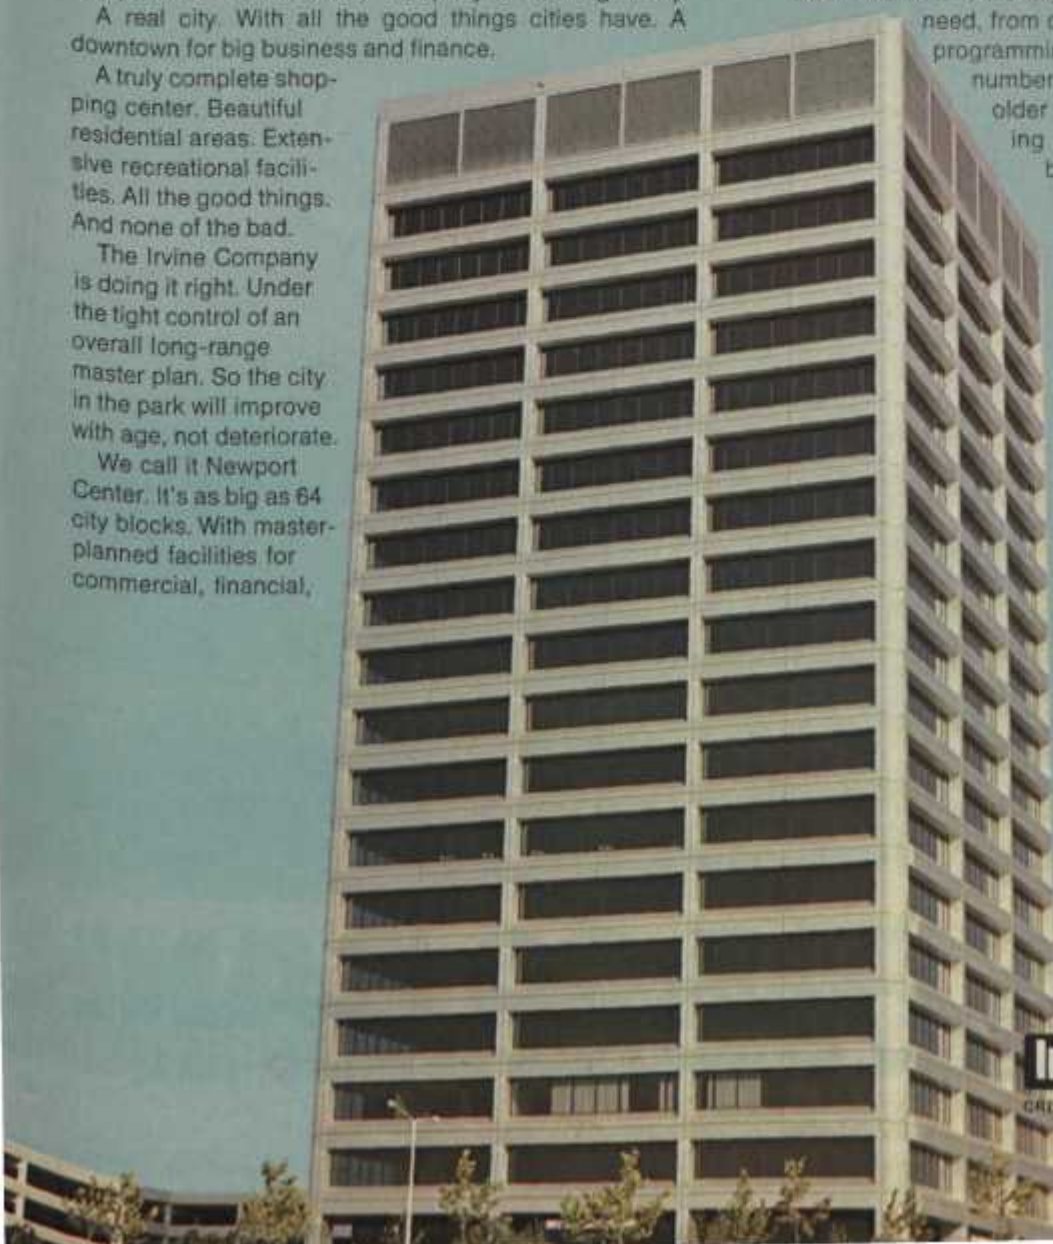 A real city. With all the good things cities have. A
downtown for big business and finance.
A truly complete shop-
ping center. Beautiful
residential areas. Exten-
sive recreational facili-
ties. All the good things.
And none of the bad.
The Irvine Company
is doing it right. Under
the tight control of an
overall long-range
master plan. So the city
in the park will improve
with age, not deteriorate.
We call it Newport
Center. It's as big as 64
city blocks. With master-
planned facilities for
commercial, financial,
need, from
programmi
number
older
ing